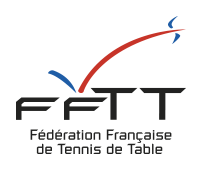 FFTT
Fédération Française
de Tennis de Table